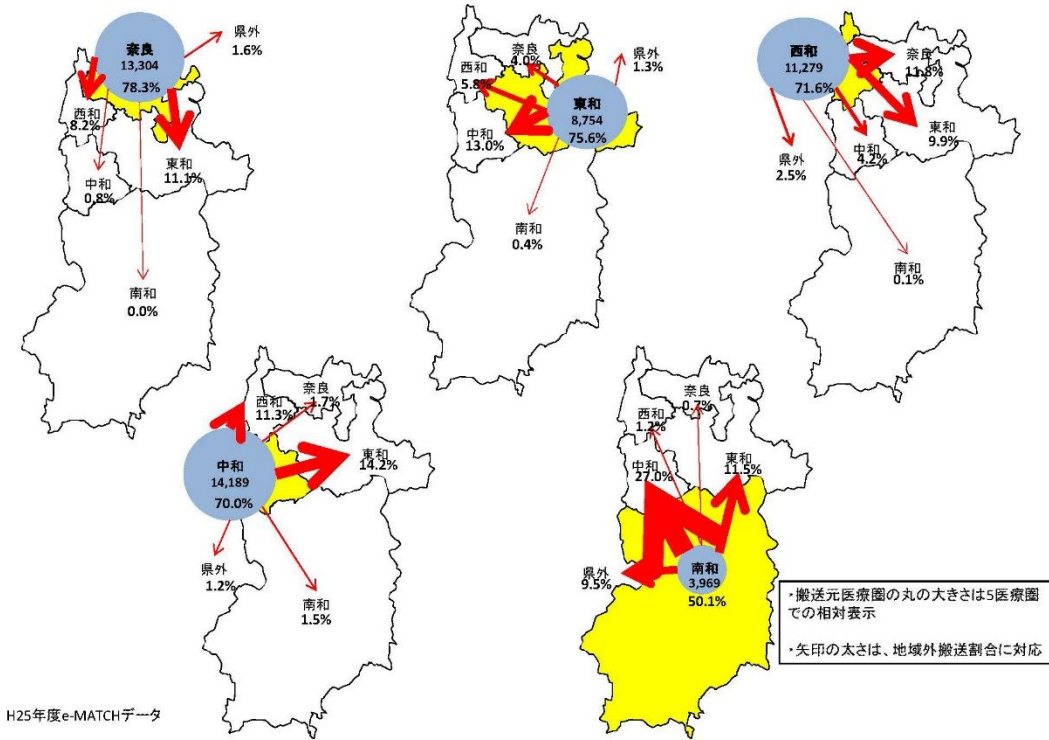 奈良
13,304
78.3%
県外
1.6%
西和
8.2%
東和
11.1%
中和
0.8%
南和
0.0%
奈良
4.0%
県外
1.3%
西和
5.8%
東和
8,754
75.6%
中和
13.0%
南和
0.4%
西和
11,279
71.6%
奈良
11.8%
東和
9.9%
中和
4.2%
県外
2.5%
南和
0.1%
奈良
1.7%
西和
11.3%
東和
14.2%
中和
14,189
70.0%
県外
1.2%
南和
1.5%
奈良
0.7%
西和
1.2%
中和
27.0%
東和
11.5%
県外
9.5%
南和
3,969
50.1%
・搬送元医療圏の丸の大きさは5医療圏
での相対表示
・矢印の太さは、地域外搬送割合に対応
H25年度e-MATCHデータ